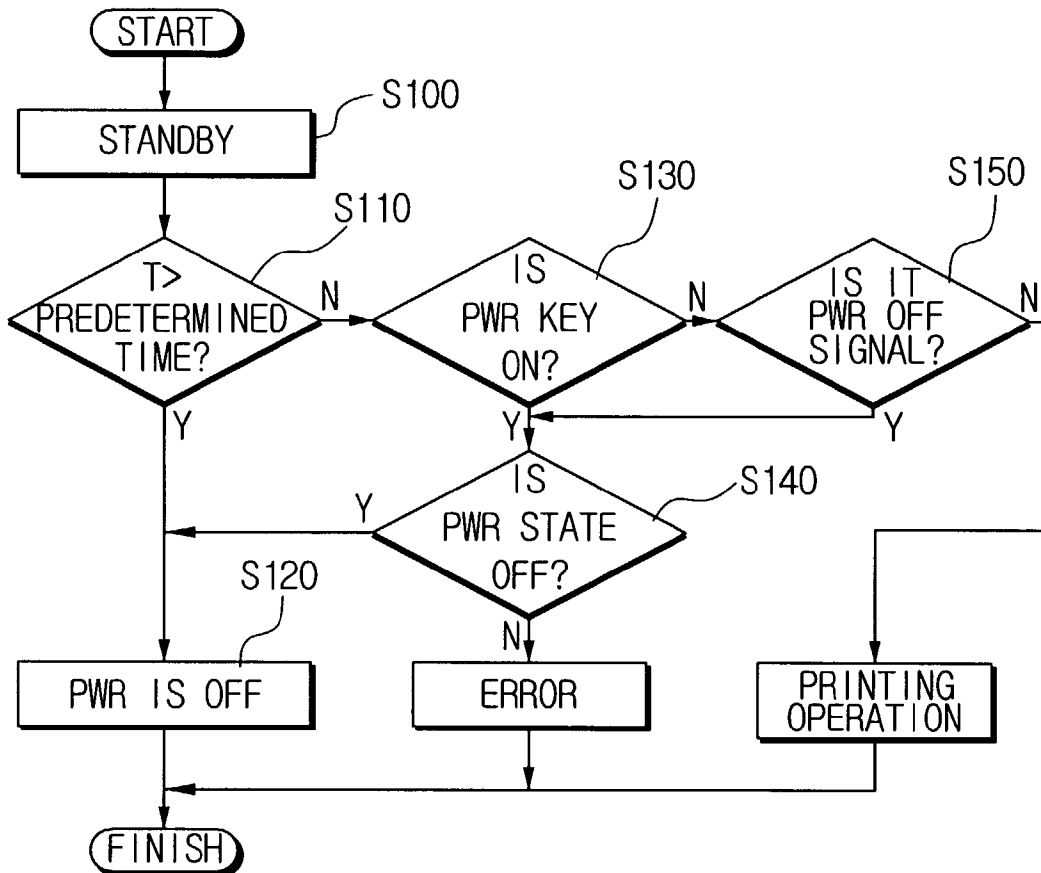 START
S100
STANDBY
S110
S130
S150
T>
PREDETERMINED
TIME?
N
IS
PWR KEY
ON?
N
IS IT
PWR OFF
SIGNAL?
N
Y
Y
Y
IS
PWR STATE
OFF?
S140
Y
N
S120
PWR IS OFF
ERROR
PRINTING
OPERATION
FINISH